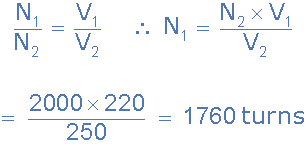 N₁/N₂ = V₁/V₂ ∴ N₁ = N₂ × V₁/V₂
= 2000 × 220/250 = 1760 turns